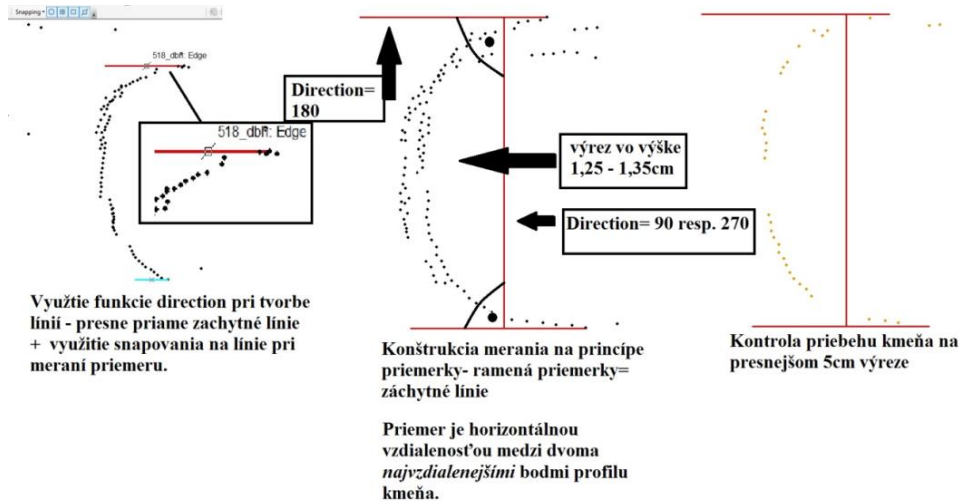 Snapping
518_dbh: Edge
518_dbh: Edge
Využtie funkcie direction pri tvorbe
línií - presne priame zachytné línie
+ využitie snapovania na línie pri
meraní priemeru.
Direction=
180
výrez vo výške
1,25 - 1,35cm
Direction= 90 resp. 270
Konštrukcia merania na princípe
priemerky- ramená priemerky=
záchytné línie
Priemer je horizontálnou
vzdialenosťou medzi dvoma
najvzdialenejšími bodmi profilu
kmeňa.
Kontrola priebehu kmeňa na
presnejšom 5cm výreze